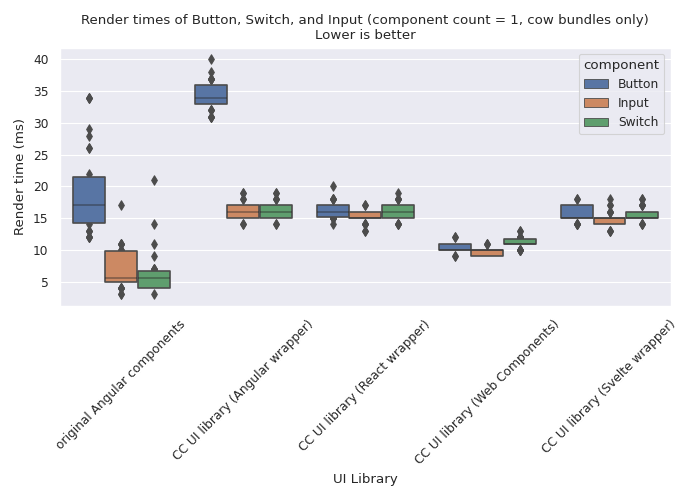 Render times of Button, Switch, and Input (component count = 1, cow bundles only)
Lower is better
component
Button
Input
Switch
Render time (ms)
40
35
30
25
20
15
10
5
original Angular components
CC UI library (Angular wrapper)
CC UI library (React wrapper)
CC UI library (Web Components)
CC UI library (Svelte wrapper)
UI Library